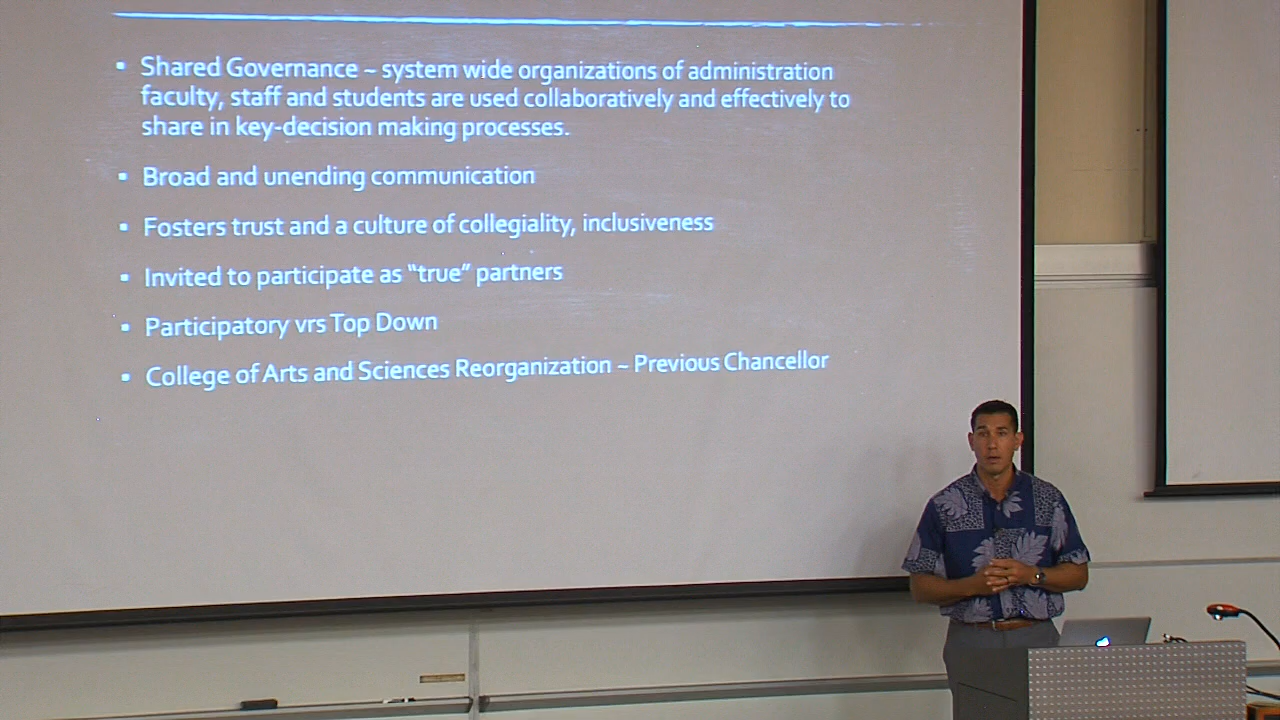 Shared Governance – system wide organizations of administration
faculty, staff and students are used collaboratively and effectively to
share in key-decision making processes.
Broad and unending communication
Fosters trust and a culture of collegiality, inclusiveness
Invited to participate as “true” partners
Participatory vrs Top Down
College of Arts and Sciences Reorganization – Previous Chancellor